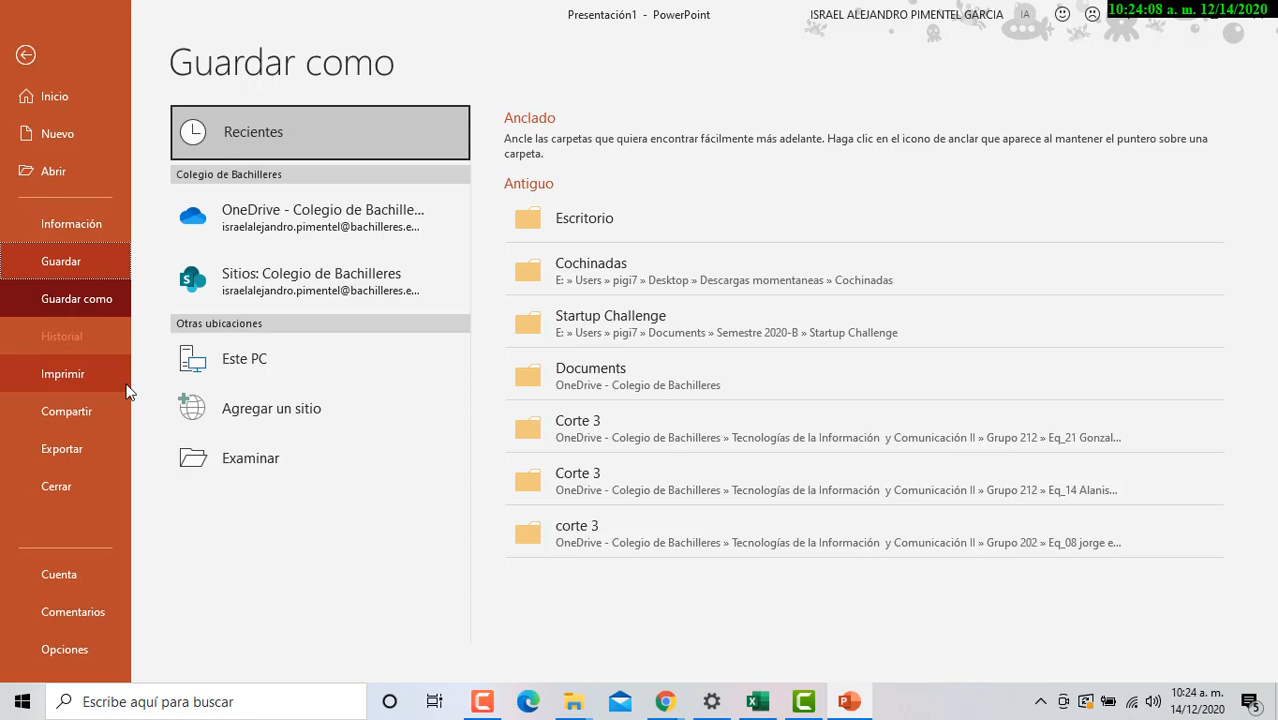 Presentación1 - PowerPoint
ISRAEL ALEJANDRO PIMENTEL GARCIA
IA
10:24:08 a. m. 12/14/2020
Guardar como
Inicio
Nuevo
Abrir
Información
Guardar
Guardar como
Historial
Imprimir
Compartir
Exportar
Cerrar
Cuenta
Comentarios
Opciones
Recientes
Colegio de Bachilleres
OneDrive - Colegio de Bachille...
israelalejandro.pimentel@bachilleres.e...
Sitios: Colegio de Bachilleres
israelalejandro.pimentel@bachilleres.e...
Otras ubicaciones
Este PC
Agregar un sitio
Examinar
Anclado
Ancle las carpetas que quiera encontrar fácilmente más adelante. Haga clic en el icono de anclar que aparece al mantener el puntero sobre una
carpeta.
Antiguo
Escritorio
Cochinadas
E: » Users » pigi7 » Desktop » Descargas momentaneas » Cochinadas
Startup Challenge
E: » Users » pigi7 » Documents » Semestre 2020-B » Startup Challenge
Documents
OneDrive - Colegio de Bachilleres
Corte 3
OneDrive - Colegio de Bachilleres » Tecnologías de la Información y Comunicación II » Grupo 212 » Eq_21 Gonzal...
Corte 3
OneDrive - Colegio de Bachilleres » Tecnologías de la Información y Comunicación II » Grupo 212 » Eq_14 Alanis...
corte 3
OneDrive - Colegio de Bachilleres » Tecnologías de la Información y Comunicación II » Grupo 202 » Eq_08 jorge e...
Escribe aquí para buscar
10:24 a. m.
14/12/2020
5